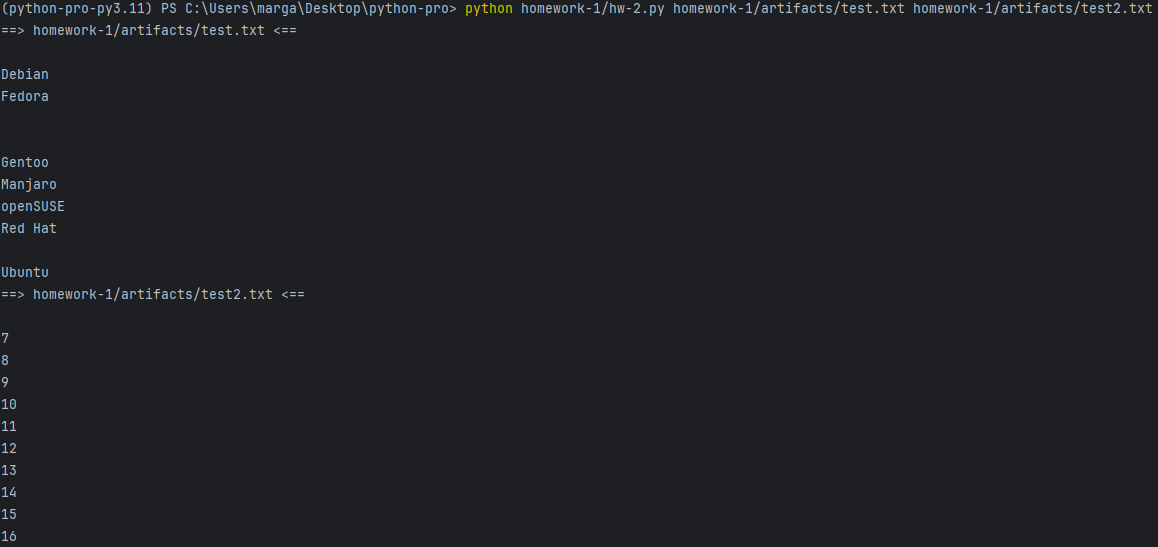 (python-pro-py3.11) PS C:\Users\marga\Desktop\python-pro> python homework-1/hw-2.py homework-1/artifacts/test.txt homework-1/artifacts/test2.txt
==> homework-1/artifacts/test.txt <==
Debian
Fedora
Gentoo
Manjaro
openSUSE
Red Hat
Ubuntu
==> homework-1/artifacts/test2.txt <==
7
8
9
10
11
12
13
14
15
16